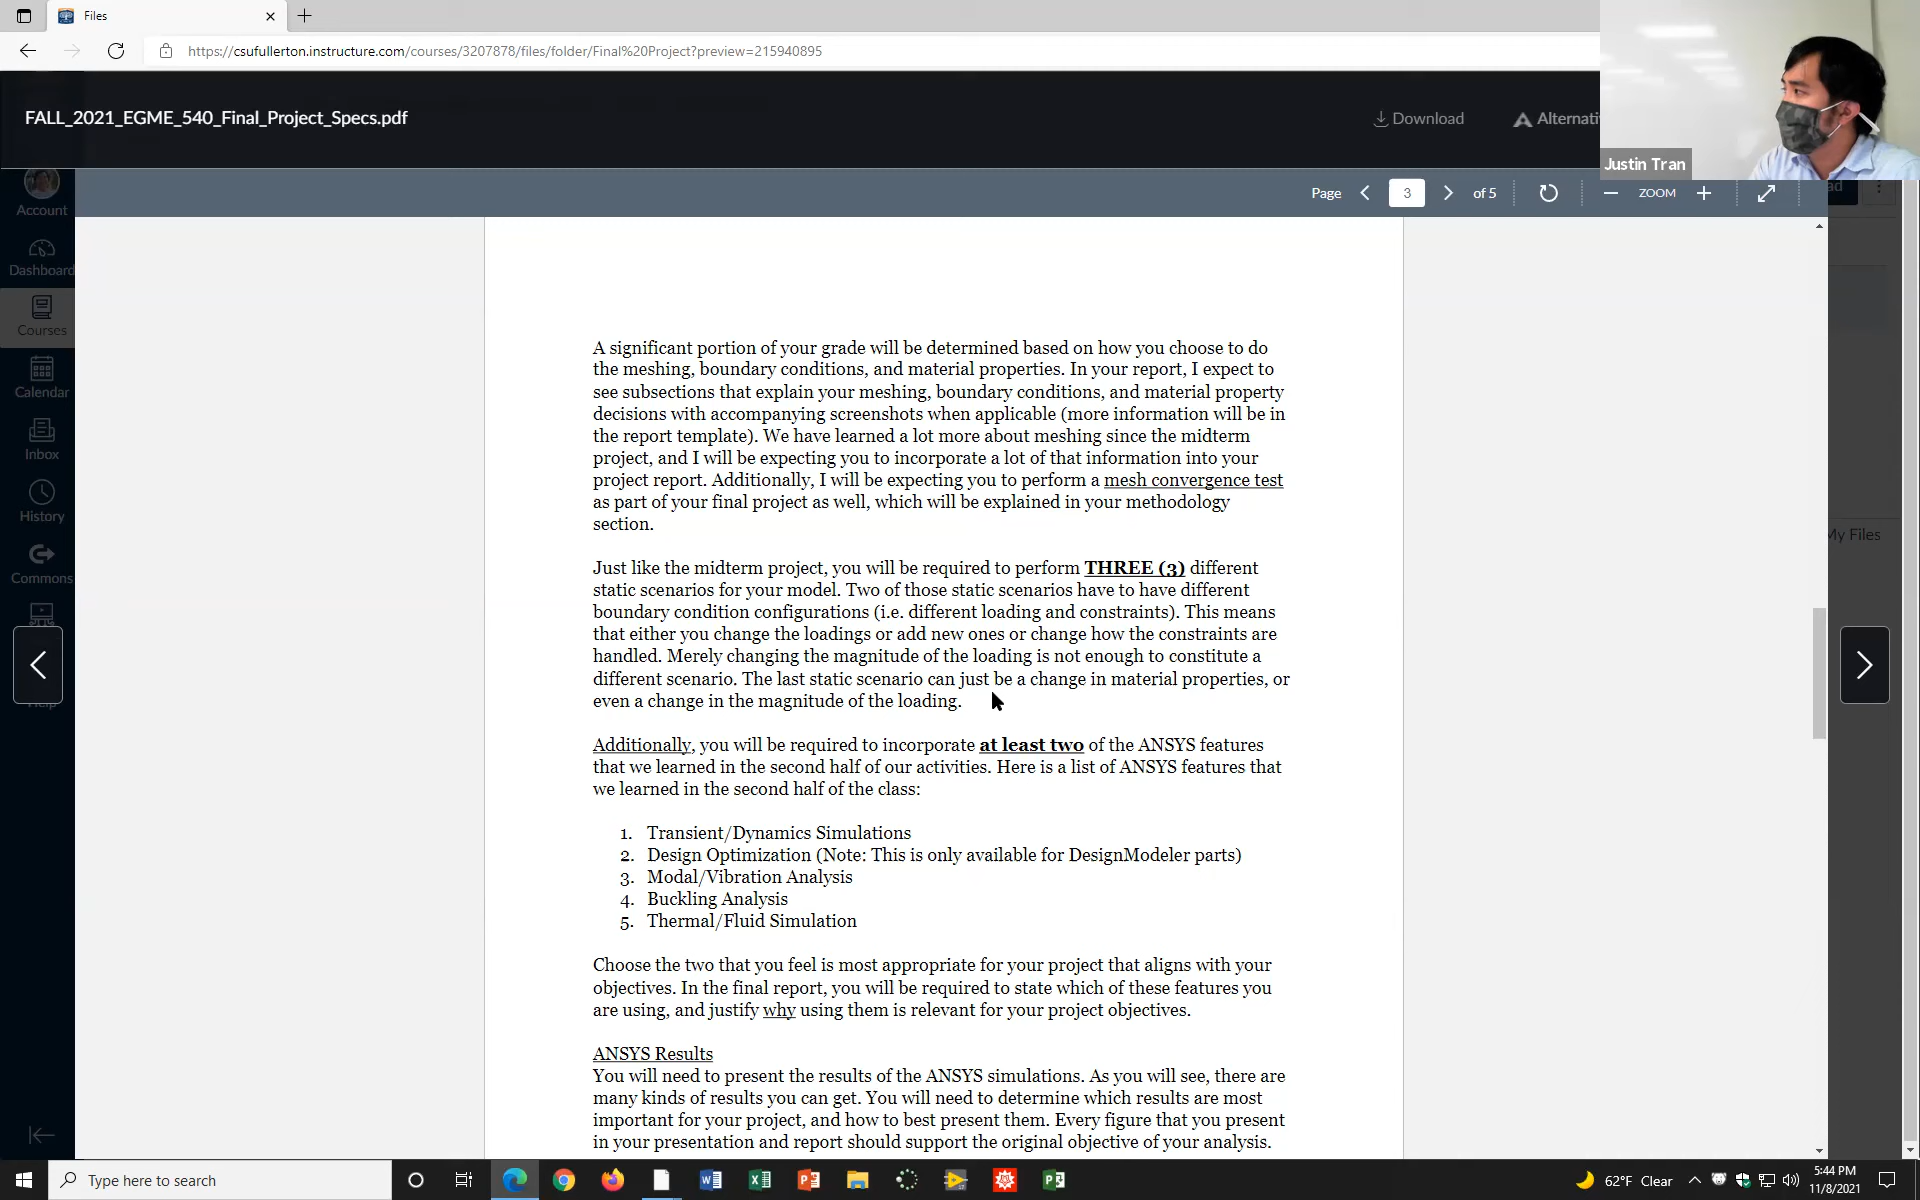 Files
https://csufullerton.instructure.com/courses/3207878/files/folder/Final%20Project?preview=215940895
FALL_2021_EGME_540_Final_Project_Specs.pdf
Download
Alternati
Justin Tran
Page
3
of 5
ZOOM
ad
Account
Dashboard
Courses
Calendar
Inbox
History
Commons
Help
My Files
A significant portion of your grade will be determined based on how you choose to do
the meshing, boundary conditions, and material properties. In your report, I expect to
see subsections that explain your meshing, boundary conditions, and material property
decisions with accompanying screenshots when applicable (more information will be in
the report template). We have learned a lot more about meshing since the midterm
project, and I will be expecting you to incorporate a lot of that information into your
project report. Additionally, I will be expecting you to perform a mesh convergence test
as part of your final project as well, which will be explained in your methodology
section.
Just like the midterm project, you will be required to perform THREE (3) different
static scenarios for your model. Two of those static scenarios have to have different
boundary condition configurations (i.e. different loading and constraints). This means
that either you change the loadings or add new ones or change how the constraints are
handled. Merely changing the magnitude of the loading is not enough to constitute a
different scenario. The last static scenario can just be a change in material properties, or
even a change in the magnitude of the loading.
Additionally, you will be required to incorporate at least two of the ANSYS features
that we learned in the second half of our activities. Here is a list of ANSYS features that
we learned in the second half of the class:
1. Transient/Dynamics Simulations
2. Design Optimization (Note: This is only available for DesignModeler parts)
3. Modal/Vibration Analysis
4. Buckling Analysis
5. Thermal/Fluid Simulation
Choose the two that you feel is most appropriate for your project that aligns with your
objectives. In the final report, you will be required to state which of these features you
are using, and justify why using them is relevant for your project objectives.
ANSYS Results
You will need to present the results of the ANSYS simulations. As you will see, there are
many kinds of results you can get. You will need to determine which results are most
important for your project, and how to best present them. Every figure that you present
in your presentation and report should support the original objective of your analysis.
Type here to search
62°F Clear
5:44 PM
11/8/2021